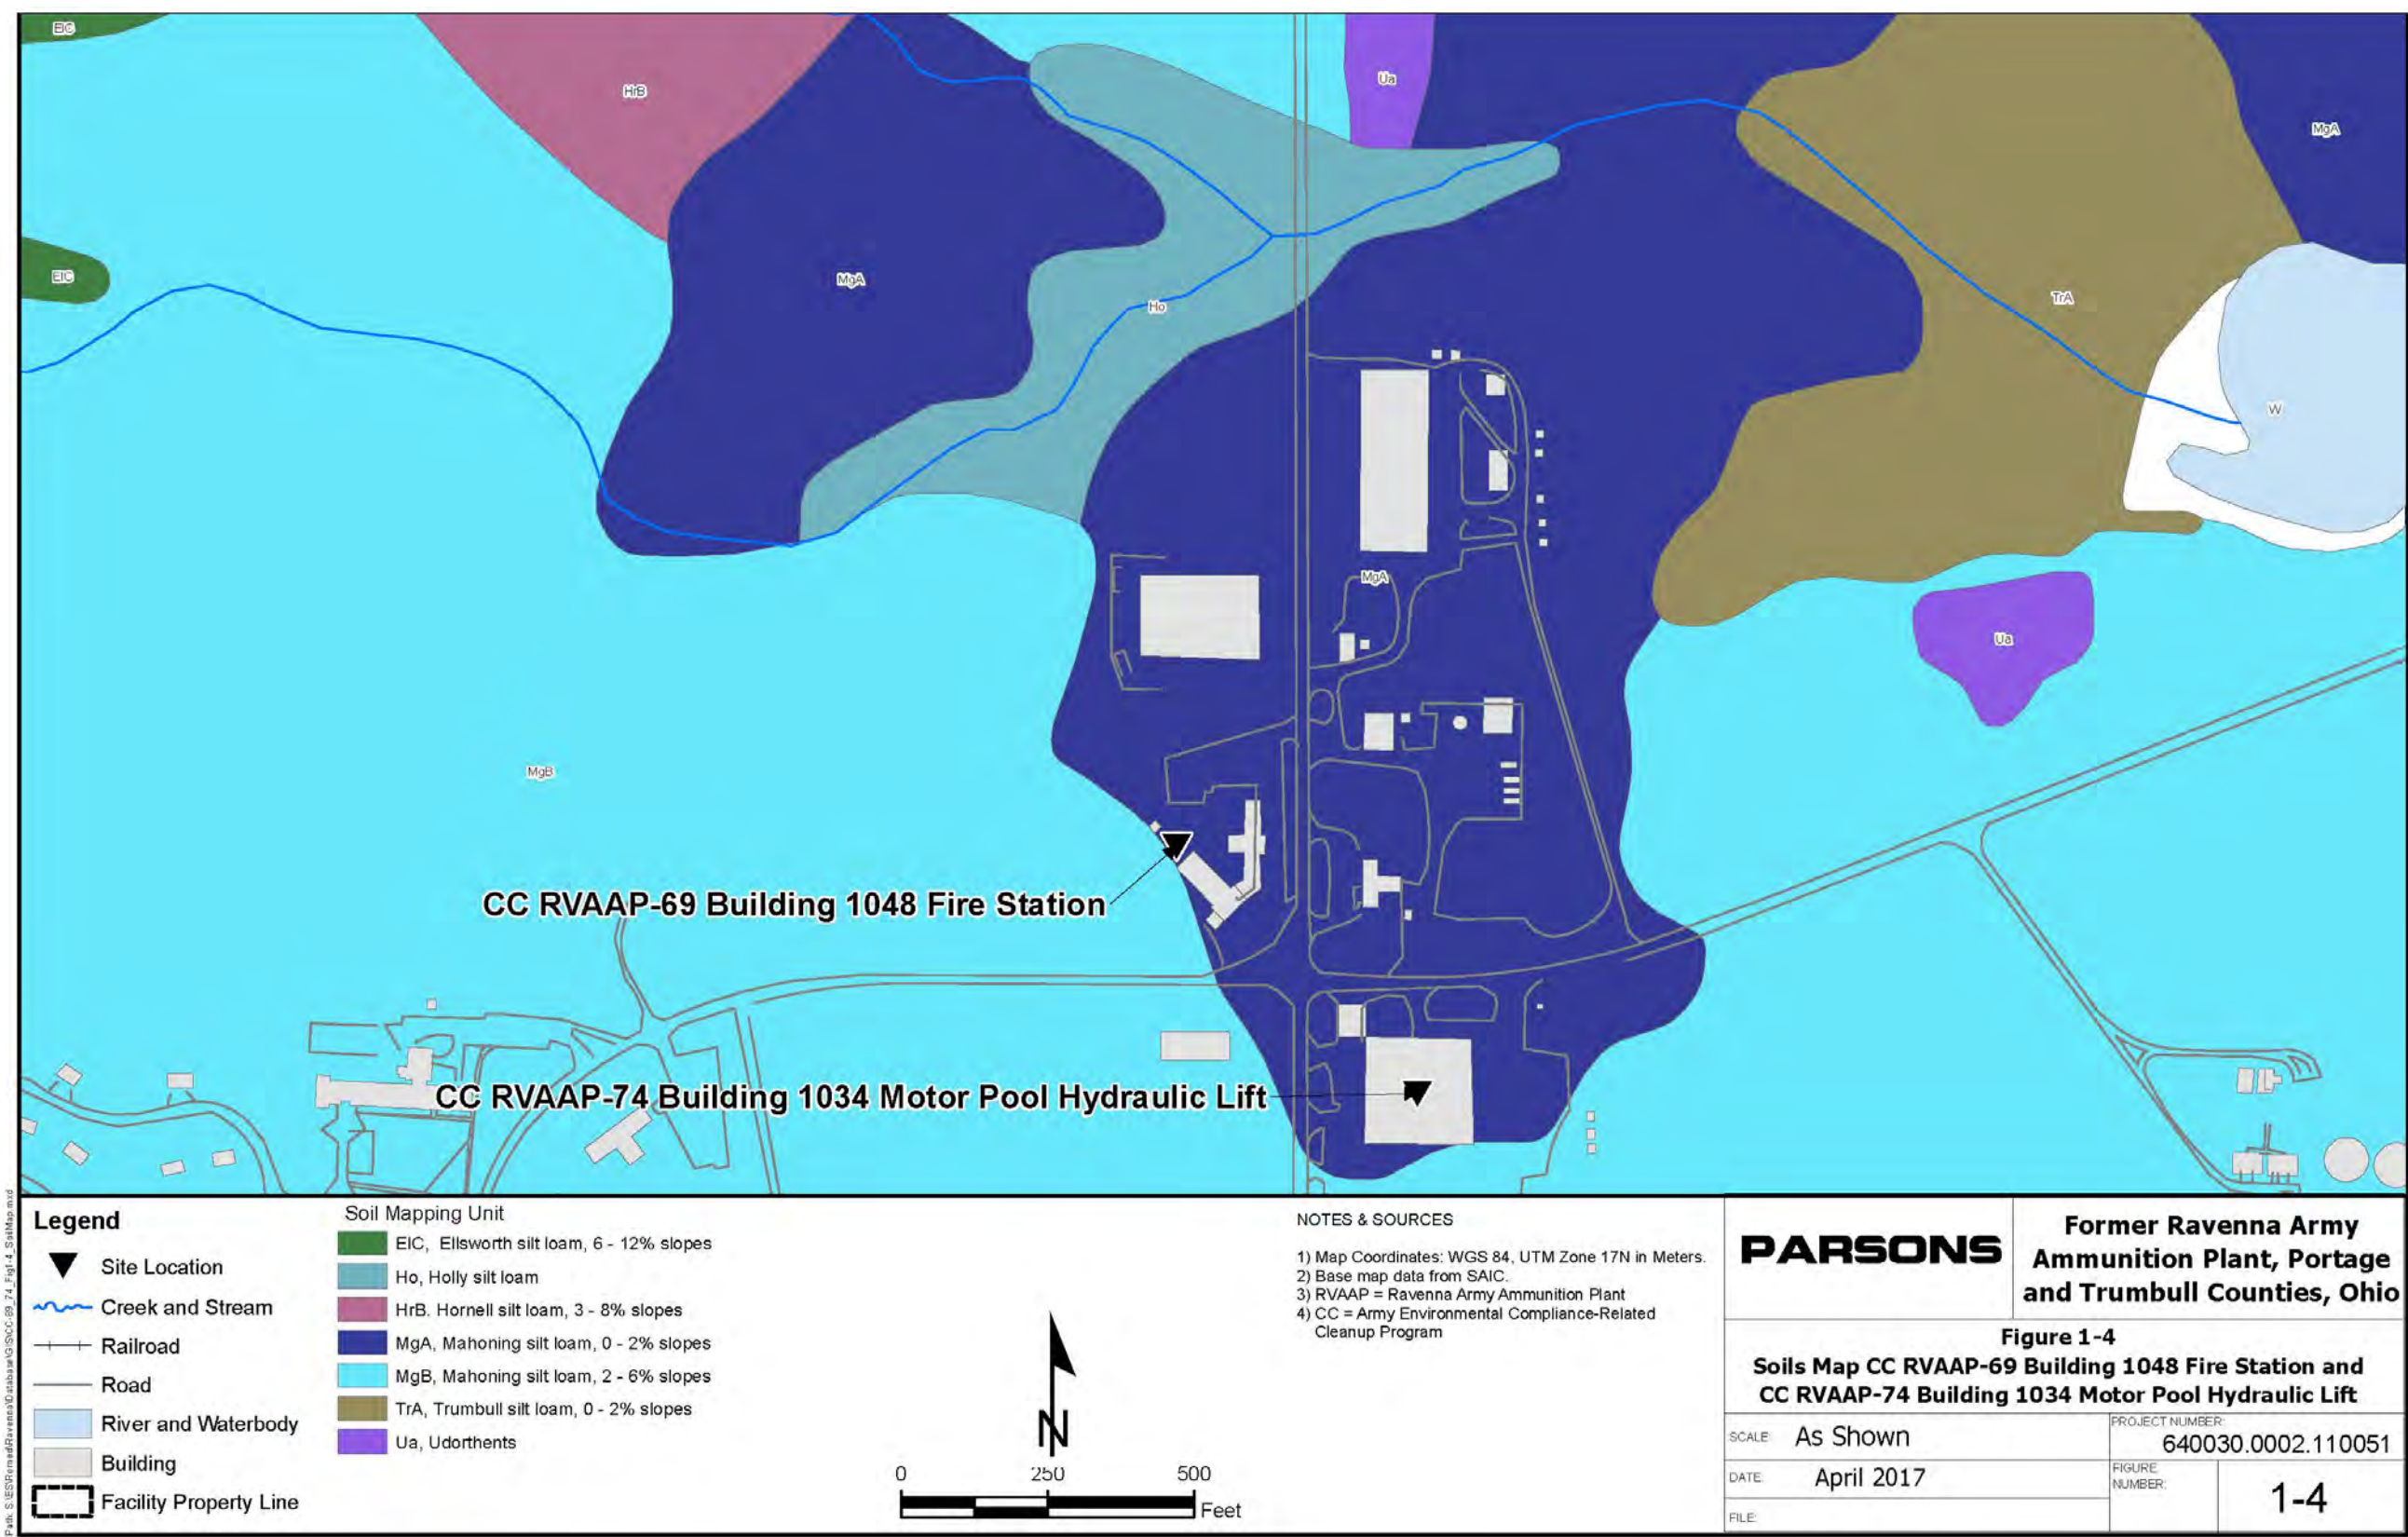 EIC
HrB
Ua
MgA
EIC
MgA
Ho
TrA
W
MgA
Ua
MgB
CC RVAAP-69 Building 1048 Fire Station
CC RVAAP-74 Building 1034 Motor Pool Hydraulic Lift
Legend
Site Location
Creek and Stream
Railroad
Road
River and Waterbody
Building
Facility Property Line
Soil Mapping Unit
EIC, Ellsworth silt loam, 6 - 12% slopes
Ho, Holly silt loam
HrB. Hornell silt loam, 3 - 8% slopes
MgA, Mahoning silt loam, 0 - 2% slopes
MgB, Mahoning silt loam, 2 - 6% slopes
TrA, Trumbull silt loam, 0 - 2% slopes
Ua, Udorthents
N
0 250 500
Feet
NOTES & SOURCES
1) Map Coordinates: WGS 84, UTM Zone 17N in Meters.
2) Base map data from SAIC.
3) RVAAP = Ravenna Army Ammunition Plant
4) CC = Army Environmental Compliance-Related
Cleanup Program
PARSONS
Former Ravenna Army
Ammunition Plant, Portage
and Trumbull Counties, Ohio
Figure 1-4
Soils Map CC RVAAP-69 Building 1048 Fire Station and
CC RVAAP-74 Building 1034 Motor Pool Hydraulic Lift
SCALE: As Shown
PROJECT NUMBER:
640030.0002.110051
DATE: April 2017
FIGURE
NUMBER:
1-4
FILE: